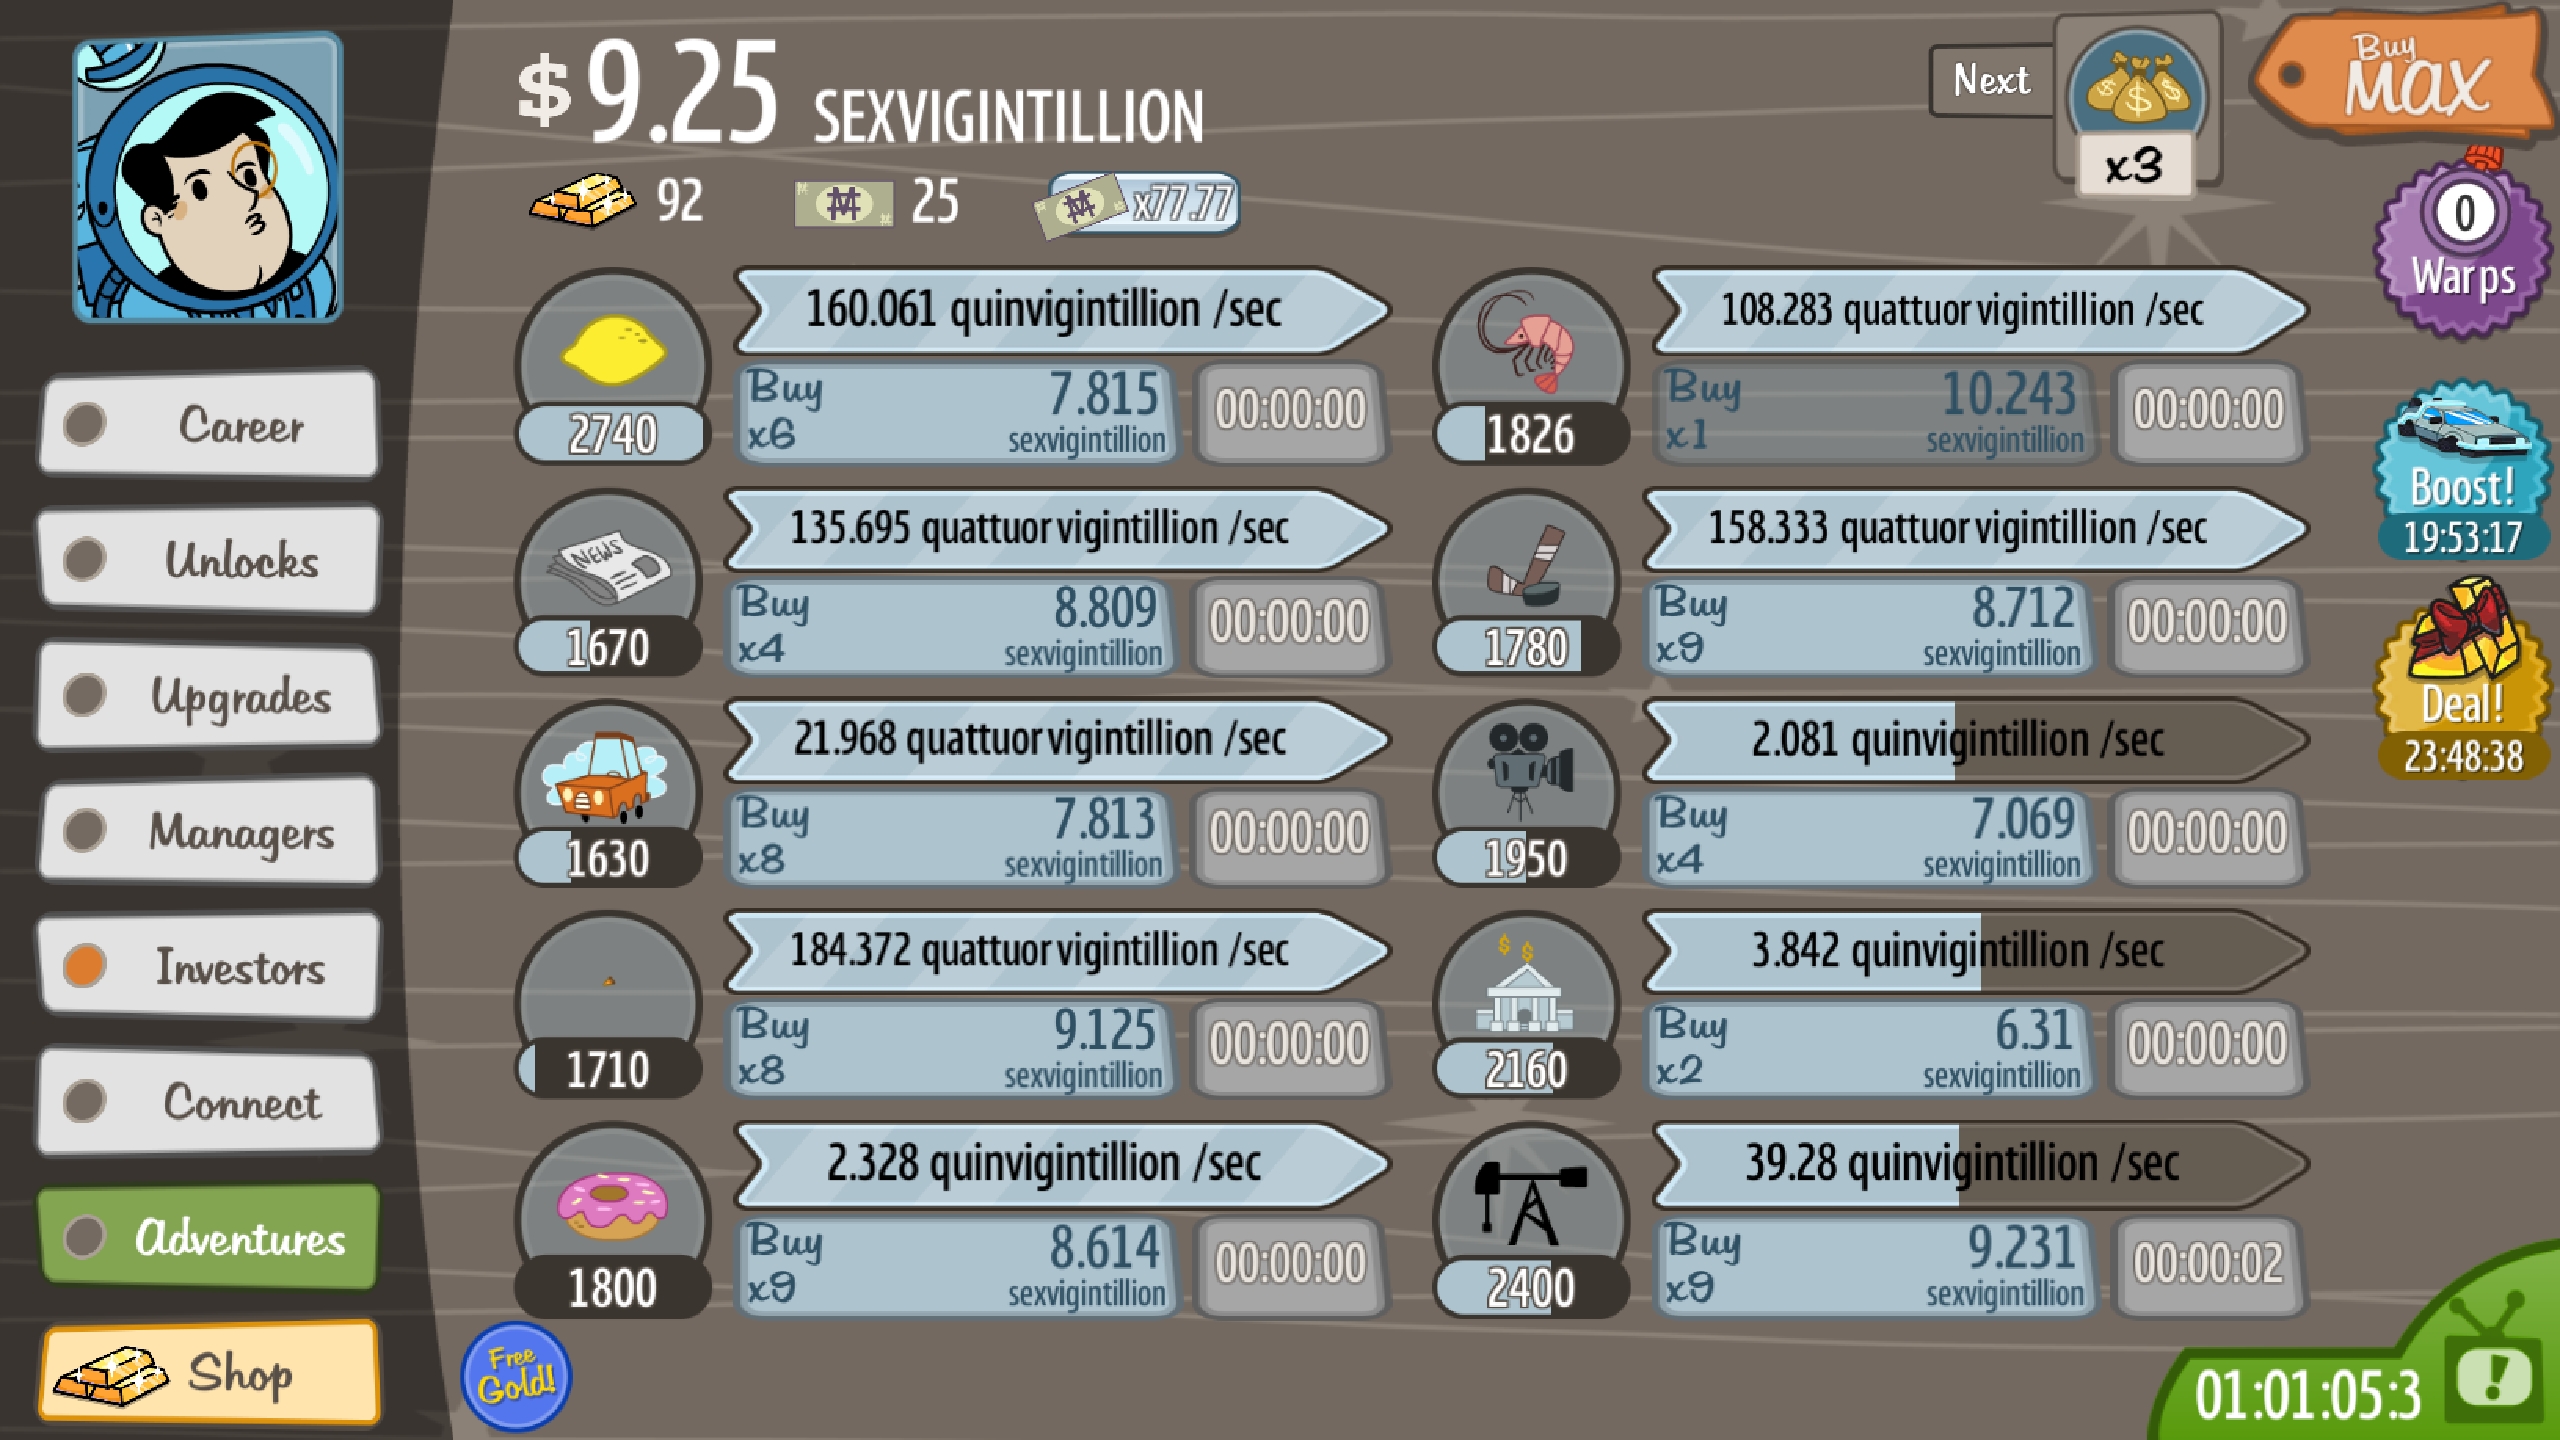 $9.25 SEXVIGINTILLION
92
25
x77.77
Next
x3
Buy
MAX
0
Warps
Boost!
19:53:17
Deal!
23:48:38
Career
Unlocks
Upgrades
Managers
Investors
Connect
Adventures
Shop
160.061 quinvigintillion /sec
2740
Buy
x6
7.815
sexvigintillion
00:00:00
NEWS
135.695 quattuorvigintillion /sec
1670
Buy
x4
8.809
sexvigintillion
00:00:00
21.968 quattuorvigintillion /sec
1630
Buy
x8
7.813
sexvigintillion
00:00:00
184.372 quattuorvigintillion /sec
1710
Buy
x8
9.125
sexvigintillion
00:00:00
2.328 quinvigintillion /sec
1800
Buy
x9
8.614
sexvigintillion
00:00:00
108.283 quattuorvigintillion /sec
1826
Buy
x1
10.243
sexvigintillion
00:00:00
158.333 quattuorvigintillion /sec
1780
Buy
x9
8.712
sexvigintillion
00:00:00
2.081 quinvigintillion /sec
1950
Buy
x4
7.069
sexvigintillion
00:00:00
3.842 quinvigintillion /sec
2160
Buy
x2
6.31
sexvigintillion
00:00:00
39.28 quinvigintillion /sec
2400
Buy
x9
9.231
sexvigintillion
00:00:02
Free
Gold!
01:01:05:3
!